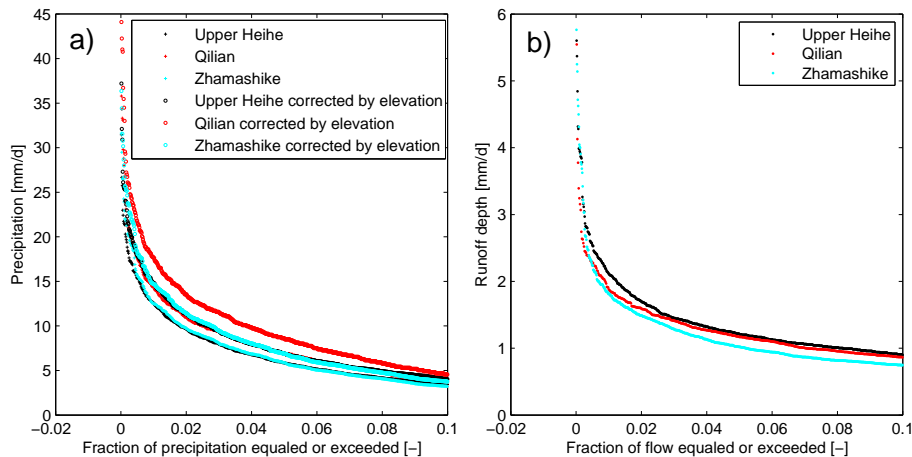 a)
Upper Heihe
Qilian
Zhamashike
Upper Heihe corrected by elevation
Qilian corrected by elevation
Zhamashike corrected by elevation
45
40
35
30
25
20
15
10
5
0
Precipitation [mm/d]
−0.02 0 0.02 0.04 0.06 0.08 0.1
Fraction of precipitation equaled or exceeded [−]
b)
Upper Heihe
Qilian
Zhamashike
6
5
4
3
2
1
0
Runoff depth [mm/d]
−0.02 0 0.02 0.04 0.06 0.08 0.1
Fraction of flow equaled or exceeded [−]